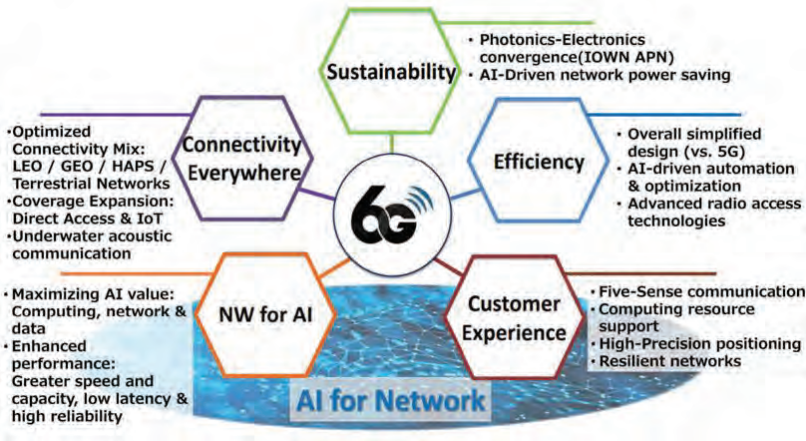 Sustainability
・Photonics-Electronics
convergence(IOWN APN)
・AI-Driven network power saving
Connectivity
Everywhere
・Optimized
Connectivity Mix:
LEO / GEO / HAPS /
Terrestrial Networks
・Coverage Expansion:
Direct Access & IoT
・Underwater acoustic
communication
6G
Efficiency
・Overall simplified
design (vs. 5G)
・AI-driven automation
& optimization
・Advanced radio access
technologies
NW for AI
・Maximizing AI value:
Computing, network &
data
・Enhanced
performance:
Greater speed and
capacity, low latency &
high reliability
Customer
Experience
・Five-Sense communication
・Computing resource
support
・High-Precision positioning
・Resilient networks
AI for Network